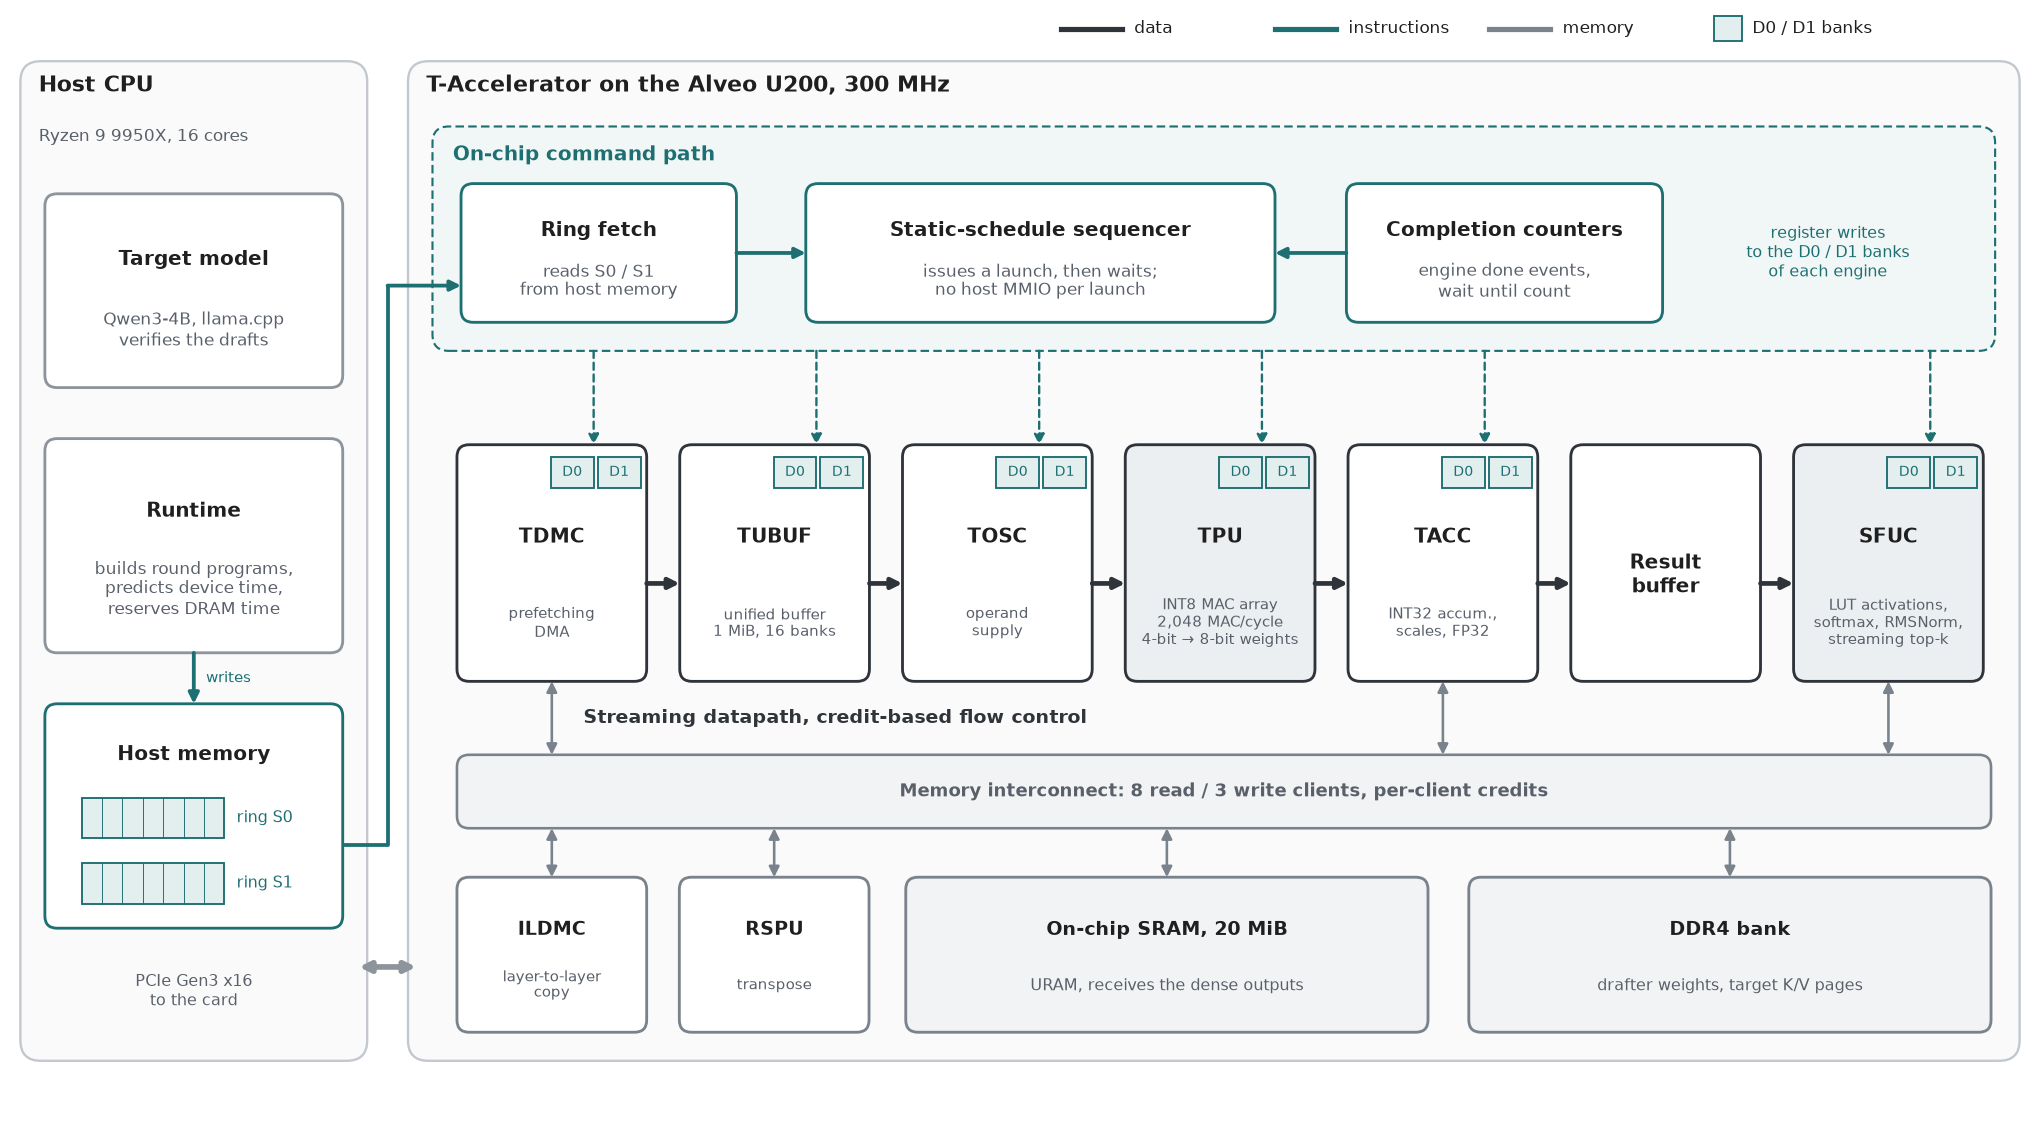 data
instructions
memory
D0 / D1 banks
Host CPU
Ryzen 9 9950X, 16 cores
Target model
Qwen3-4B, llama.cpp
verifies the drafts
Runtime
builds round programs,
predicts device time,
reserves DRAM time
writes
Host memory
ring S0
ring S1
PCIe Gen3 x16
to the card
T-Accelerator on the Alveo U200, 300 MHz
On-chip command path
Ring fetch
reads S0 / S1
from host memory
Static-schedule sequencer
issues a launch, then waits;
no host MMIO per launch
Completion counters
engine done events,
wait until count
register writes
to the D0 / D1 banks
of each engine
D0 D1
TDMC
prefetching
DMA
D0 D1
TUBUF
unified buffer
1 MiB, 16 banks
D0 D1
TOSC
operand
supply
D0 D1
TPU
INT8 MAC array
2,048 MAC/cycle
4-bit → 8-bit weights
D0 D1
TACC
INT32 accum.,
scales, FP32
Result
buffer
D0 D1
SFUC
LUT activations,
softmax, RMSNorm,
streaming top-k
Streaming datapath, credit-based flow control
Memory interconnect: 8 read / 3 write clients, per-client credits
ILDMC
layer-to-layer
copy
RSPU
transpose
On-chip SRAM, 20 MiB
URAM, receives the dense outputs
DDR4 bank
drafter weights, target K/V pages